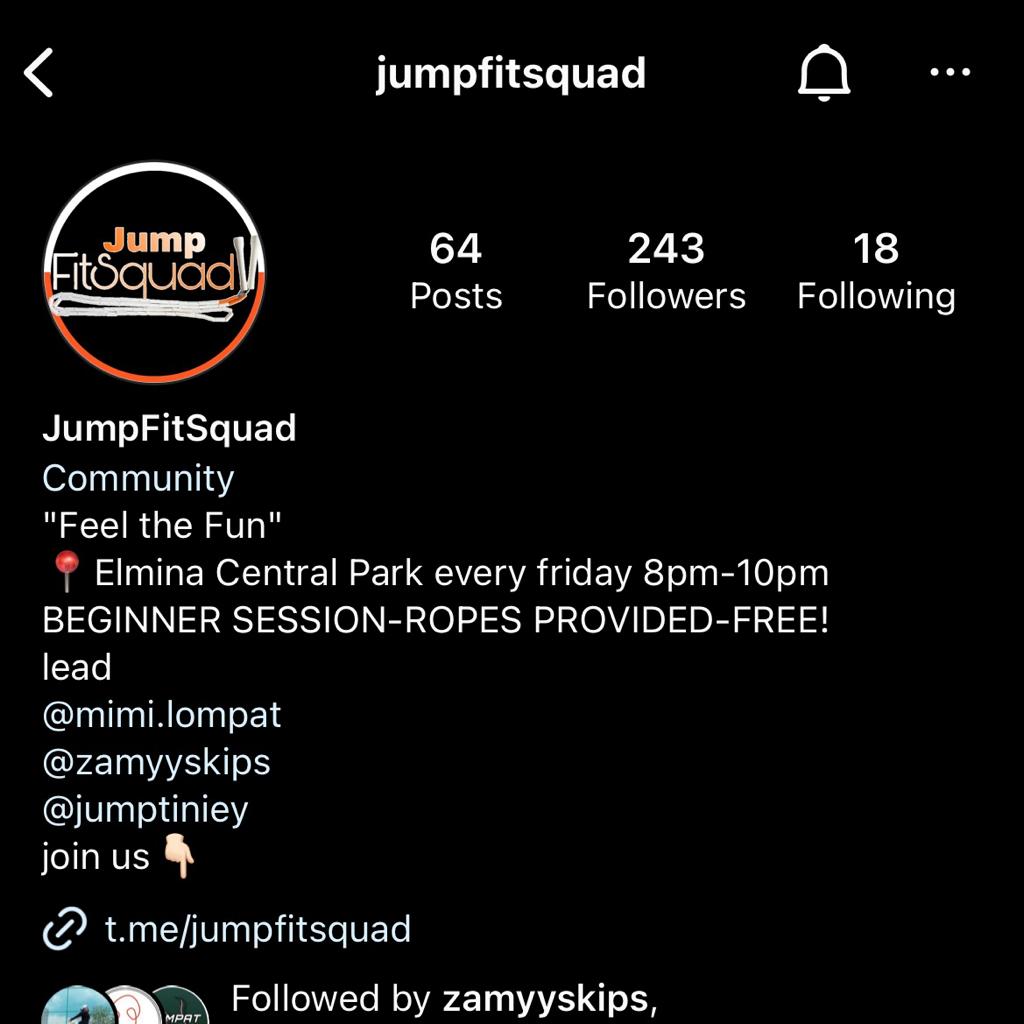 jumpfitsquad
Jump
FitSquad
64
Posts
243
Followers
18
Following
JumpFitSquad
Community
"Feel the Fun"
📍 Elmina Central Park every friday 8pm-10pm
BEGINNER SESSION-ROPES PROVIDED-FREE!
lead
@mimi.lompat
@zamyyskips
@jumptiniey
join us 👇🏻
t.me/jumpfitsquad
Followed by zamyyskips,